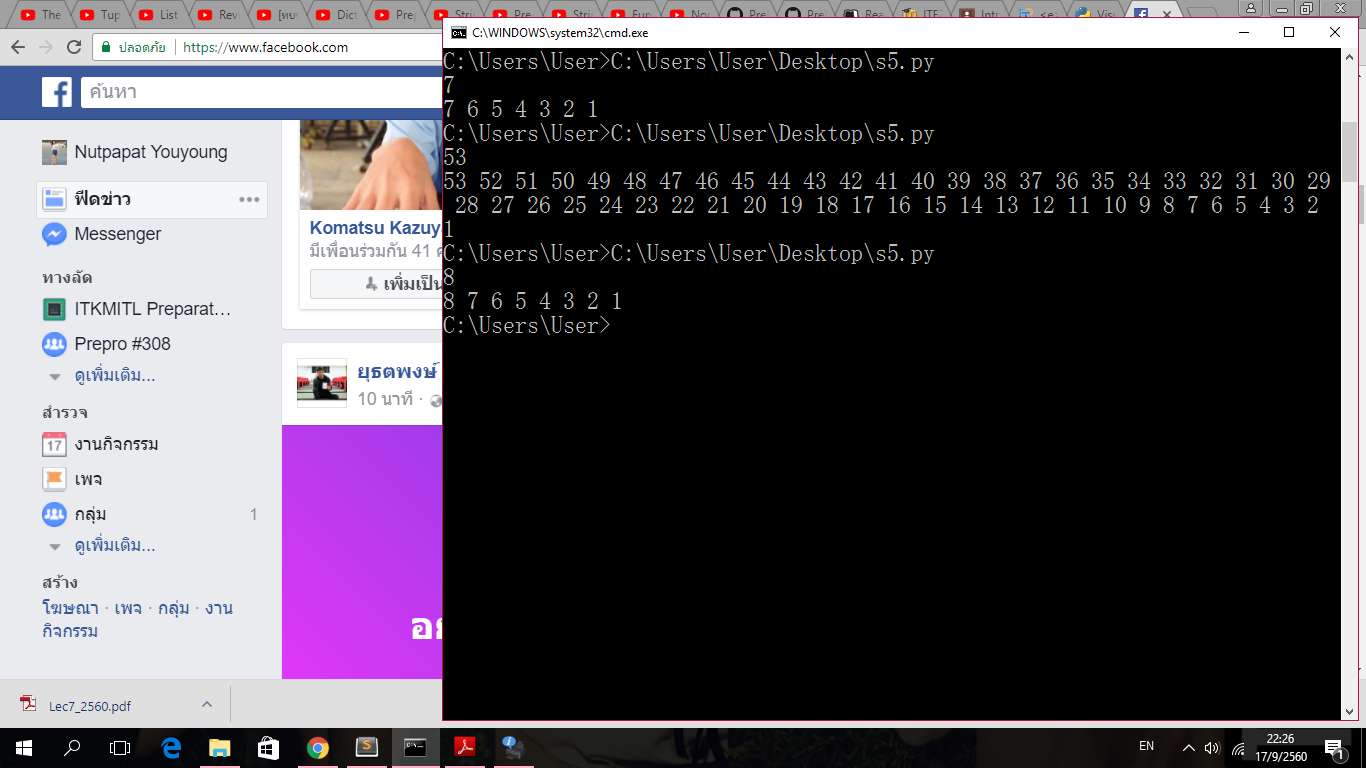 The
Tup
List
Rev
Dict
Prep
Stri
Pre
Stri
Fun
Nor
Pre
Pre
Rea
ITF
Intr
Vis
C:\WINDOWS\system32\cmd.exe
ปลอดภัย
https://www.facebook.com
ค้นหา
Nutpapat Youyoung
ฟีดข่าว
Messenger
ทางลัด
ITKMITL Preparat...
Prepro #308
ดูเพิ่มเติม...
สำรวจ
17 งานกิจกรรม
เพจ
กลุ่ม 1
ดูเพิ่มเติม...
สร้าง
โฆษณา · เพจ · กลุ่ม · งาน
กิจกรรม
Komatsu Kazuy
มีเพื่อนร่วมกัน 41
เพิ่มเป็น
ยุธตพงษ์
10 นาที ·
C:\Users\User>C:\Users\User\Desktop\s5.py
7
7 6 5 4 3 2 1
C:\Users\User>C:\Users\User\Desktop\s5.py
53
53 52 51 50 49 48 47 46 45 44 43 42 41 40 39 38 37 36 35 34 33 32 31 30 29
28 27 26 25 24 23 22 21 20 19 18 17 16 15 14 13 12 11 10 9 8 7 6 5 4 3 2
1
C:\Users\User>C:\Users\User\Desktop\s5.py
8
8 7 6 5 4 3 2 1
C:\Users\User>
Lec7_2560.pdf
EN
22:26
17/9/2560
1